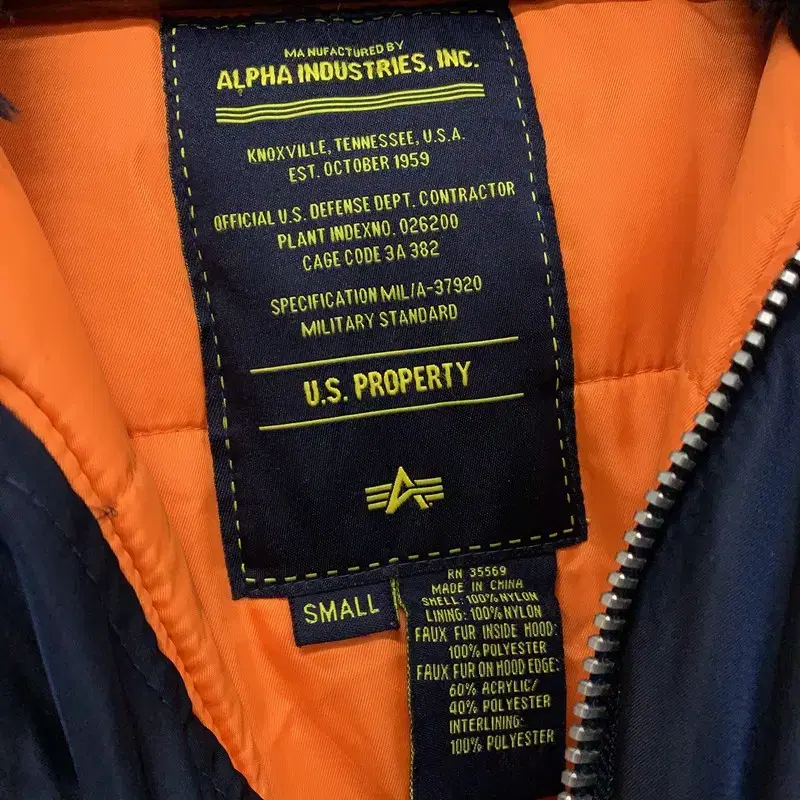 MANUFACTURED BY
ALPHA INDUSTRIES, INC.
KNOXVILLE, TENNESSEE, U.S.A.
EST. OCTOBER 1959
OFFICIAL U.S. DEFENSE DEPT. CONTRACTOR
PLANT INDEXNO. 026200
CAGE CODE 3A 382
SPECIFICATION MIL/A-37920
MILITARY STANDARD
U.S. PROPERTY
SMALL
RN 35569
MADE IN CHINA
SHELL: 100% NYLON
LINING: 100% NYLON
FAUX FUR INSIDE HOOD:
100% POLYESTER
FAUX FUR ON HOOD EDGE:
60% ACRYLIC/
40% POLYESTER
INTERLINING:
100% POLYESTER